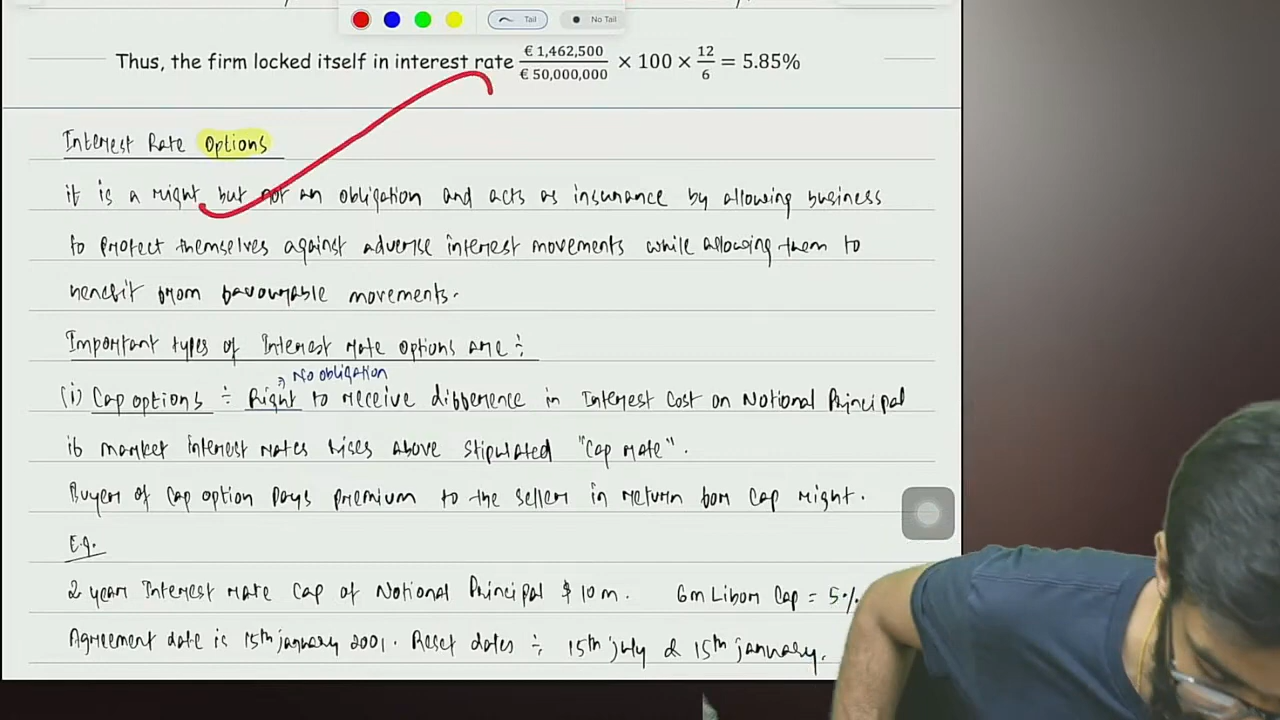 Tail No Tail
Thus, the firm locked itself in interest rate € 1,462,500 / € 50,000,000 × 100 × 12/6 = 5.85%
Interest Rate Options
it is a right but not an obligation and acts as insurance by allowing business
to protect themselves against adverse interest movements while allowing them to
benefit from favourable movements.
Important types of Interest rate options are ÷
⇒ No obligation
(i) Cap options ÷ Right to receive difference in Interest Cost on Notional Principal
if market interest rates rises above stipulated "Cap rate".
Buyer of Cap option pays premium to the seller in return for Cap right.
E.g.
2 year Interest rate Cap of Notional Principal $ 10 m. 6m Libor Cap = 5%
Agreement date is 15th january 2001. Reset dates ÷ 15th july & 15th january.